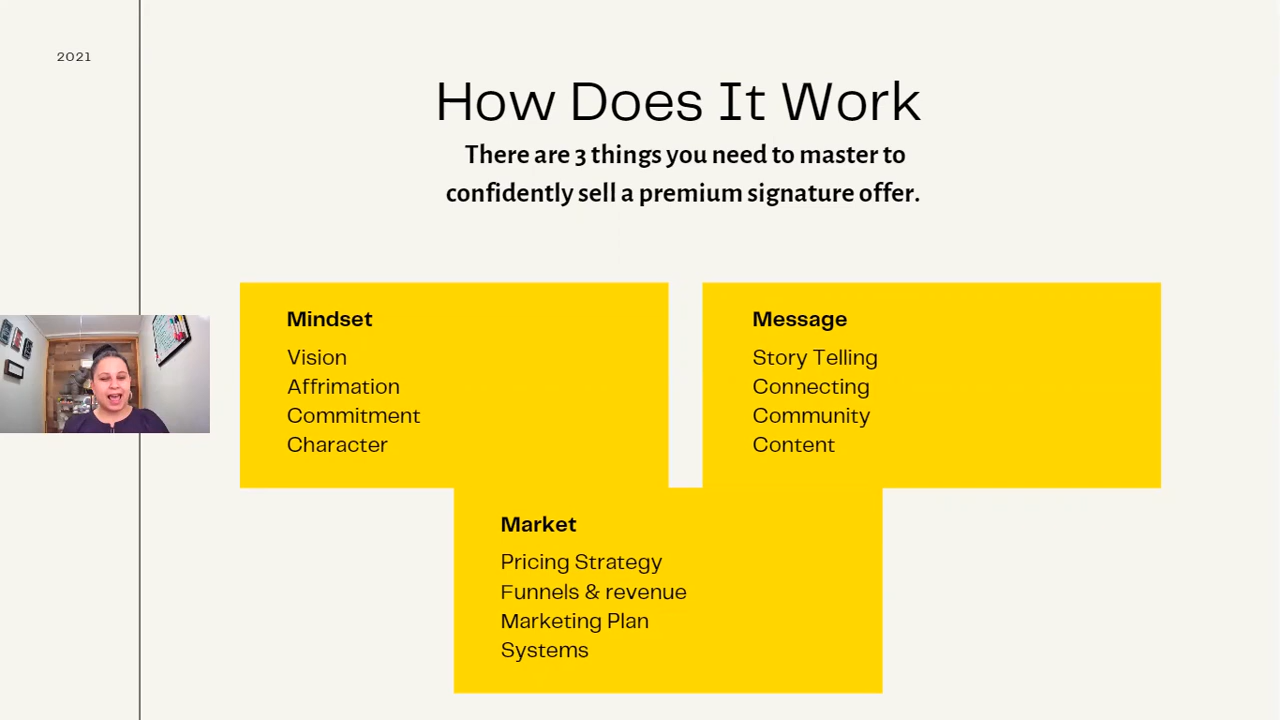 2021
How Does It Work
There are 3 things you need to master to
confidently sell a premium signature offer.
Mindset
Vision
Affrimation
Commitment
Character
Message
Story Telling
Connecting
Community
Content
Market
Pricing Strategy
Funnels & revenue
Marketing Plan
Systems